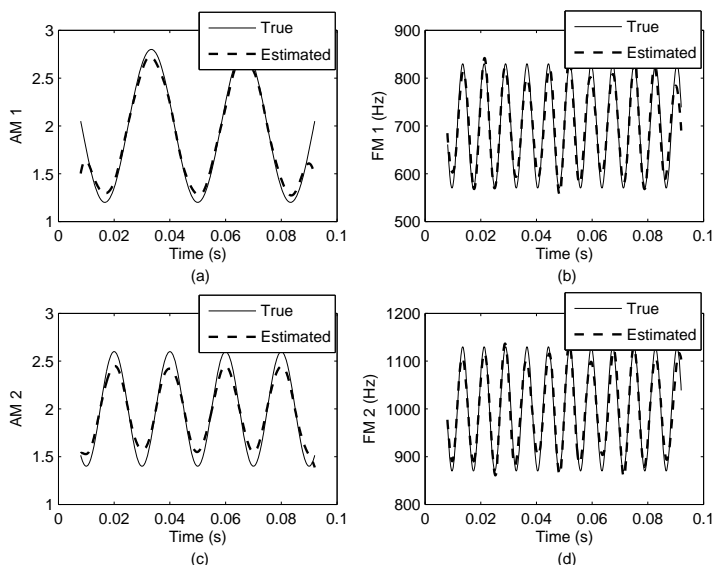 3
2.5
2
1.5
1
AM 1
True
Estimated
0 0.02 0.04 0.06 0.08 0.1
Time (s)
(a)
900
800
700
600
500
FM 1 (Hz)
True
Estimated
0 0.02 0.04 0.06 0.08 0.1
Time (s)
(b)
3
2.5
2
1.5
1
AM 2
True
Estimated
0 0.02 0.04 0.06 0.08 0.1
Time (s)
(c)
1200
1100
1000
900
800
FM 2 (Hz)
True
Estimated
0 0.02 0.04 0.06 0.08 0.1
Time (s)
(d)